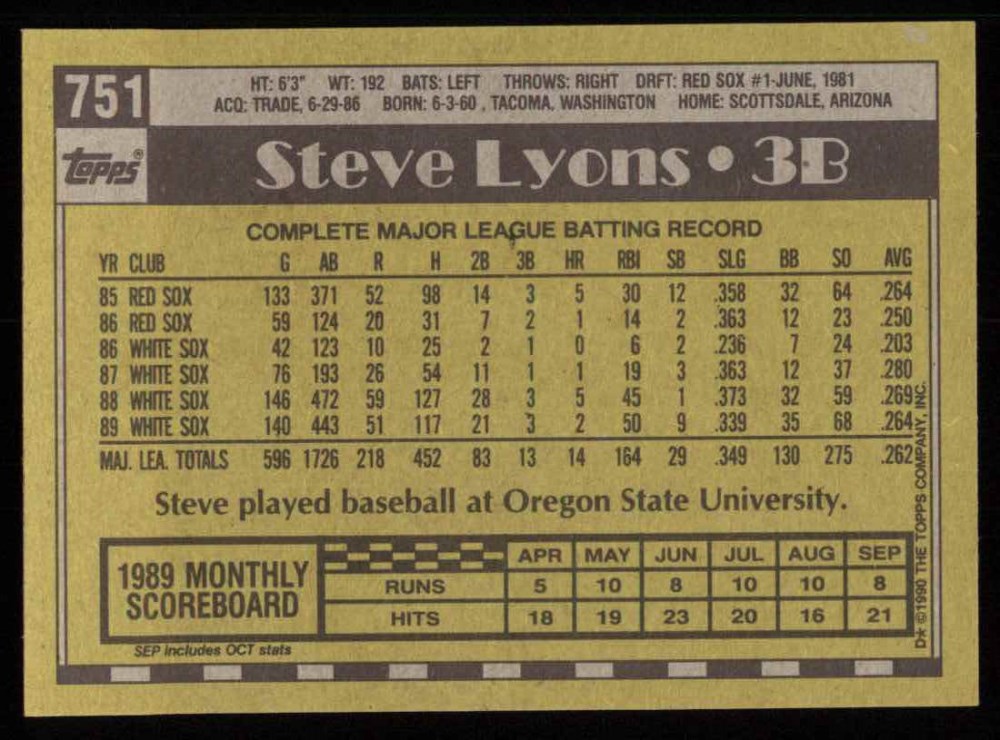 751
HT: 6'3" WT: 192 BATS: LEFT THROWS: RIGHT DRFT: RED SOX #1-JUNE, 1981
ACQ: TRADE, 6-29-86 BORN: 6-3-60 , TACOMA, WASHINGTON HOME: SCOTTSDALE, ARIZONA
TOPPS®
Steve Lyons • 3B
COMPLETE MAJOR LEAGUE BATTING RECORD
YR CLUB G AB R H 2B 3B HR RBI SB SLG BB SO AVG
85 RED SOX 133 371 52 98 14 3 5 30 12 .358 32 64 .264
86 RED SOX 59 124 20 31 7 2 1 14 2 .363 12 23 .250
86 WHITE SOX 42 123 10 25 2 1 0 6 2 .236 7 24 .203
87 WHITE SOX 76 193 26 54 11 1 1 19 3 .363 12 37 .280
88 WHITE SOX 146 472 59 127 28 3 5 45 1 .373 32 59 .269
89 WHITE SOX 140 443 51 117 21 3 2 50 9 .339 35 68 .264
MAJ. LEA. TOTALS 596 1726 218 452 83 13 14 164 29 .349 130 275 .262
Steve played baseball at Oregon State University.
1989 MONTHLY
SCOREBOARD
APR MAY JUN JUL AUG SEP
RUNS 5 10 8 10 10 8
HITS 18 19 23 20 16 21
SEP includes OCT stats
D* ©1990 THE TOPPS COMPANY, INC.